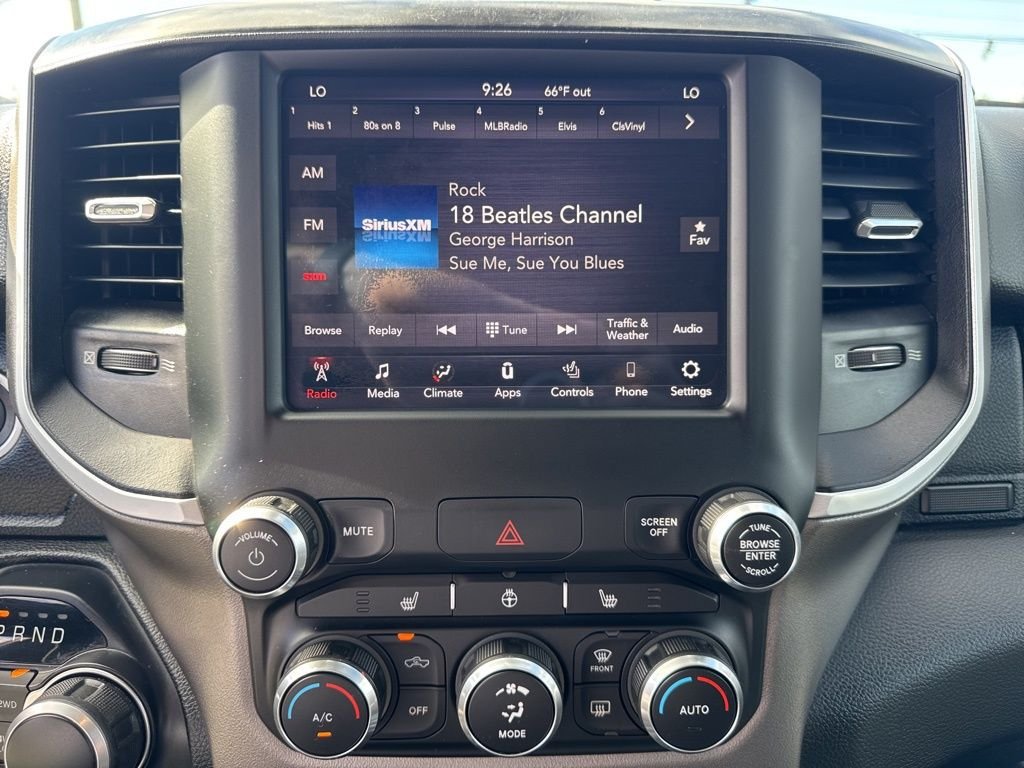 LO 9:26 66°F out LO
1 Hits 1 2 80s on 8 3 Pulse 4 MLBRadio 5 Elvis 6 ClsVinyl
AM
FM
sxm
SiriusXM
Rock
18 Beatles Channel
George Harrison
Sue Me, Sue You Blues
Fav
Browse Replay Tune Traffic & Weather Audio
Radio Media Climate Apps Controls Phone Settings
VOLUME
MUTE
SCREEN
OFF
TUNE
BROWSE
ENTER
SCROLL
PRND
2WD
A/C
OFF
MODE
FRONT
AUTO